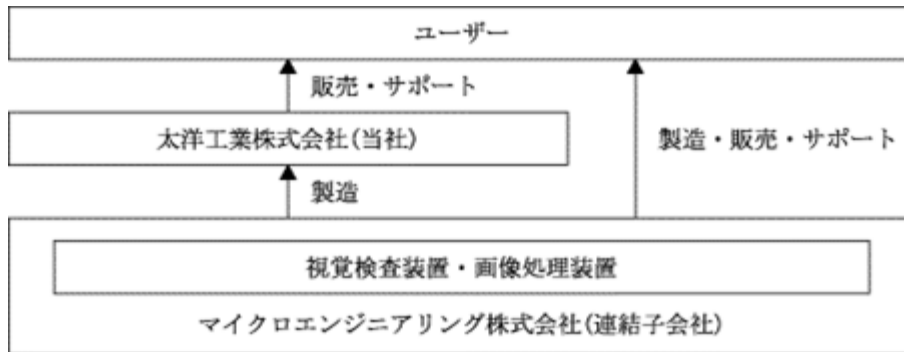 ユーザー
販売・サポート
太洋工業株式会社(当社)
製造・販売・サポート
製造
視覚検査装置・画像処理装置
マイクロエンジニアリング株式会社(連結子会社)